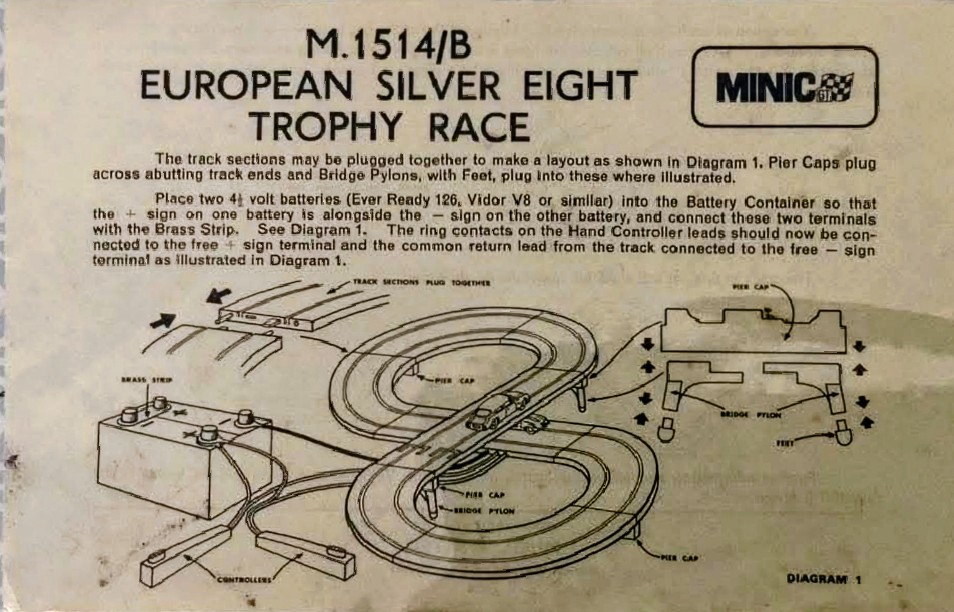 M.1514/B
EUROPEAN SILVER EIGHT
TROPHY RACE
MINIC
GT
The track sections may be plugged together to make a layout as shown in Diagram 1. Pier Caps plug
across abutting track ends and Bridge Pylons, with Feet, plug into these where illustrated.
Place two 4½ volt batteries (Ever Ready 126, Vidor V8 or similar) into the Battery Container so that
the + sign on one battery is alongside the — sign on the other battery, and connect these two terminals
with the Brass Strip. See Diagram 1. The ring contacts on the Hand Controller leads should now be con-
nected to the free + sign terminal and the common return lead from the track connected to the free — sign
terminal as illustrated in Diagram 1.
TRACK SECTIONS PLUG TOGETHER
PIER CAP
BRASS STRIP
PIER CAP
BRIDGE PYLON
FEET
PIER CAP
BRIDGE PYLON
PIER CAP
CONTROLLERS
DIAGRAM 1